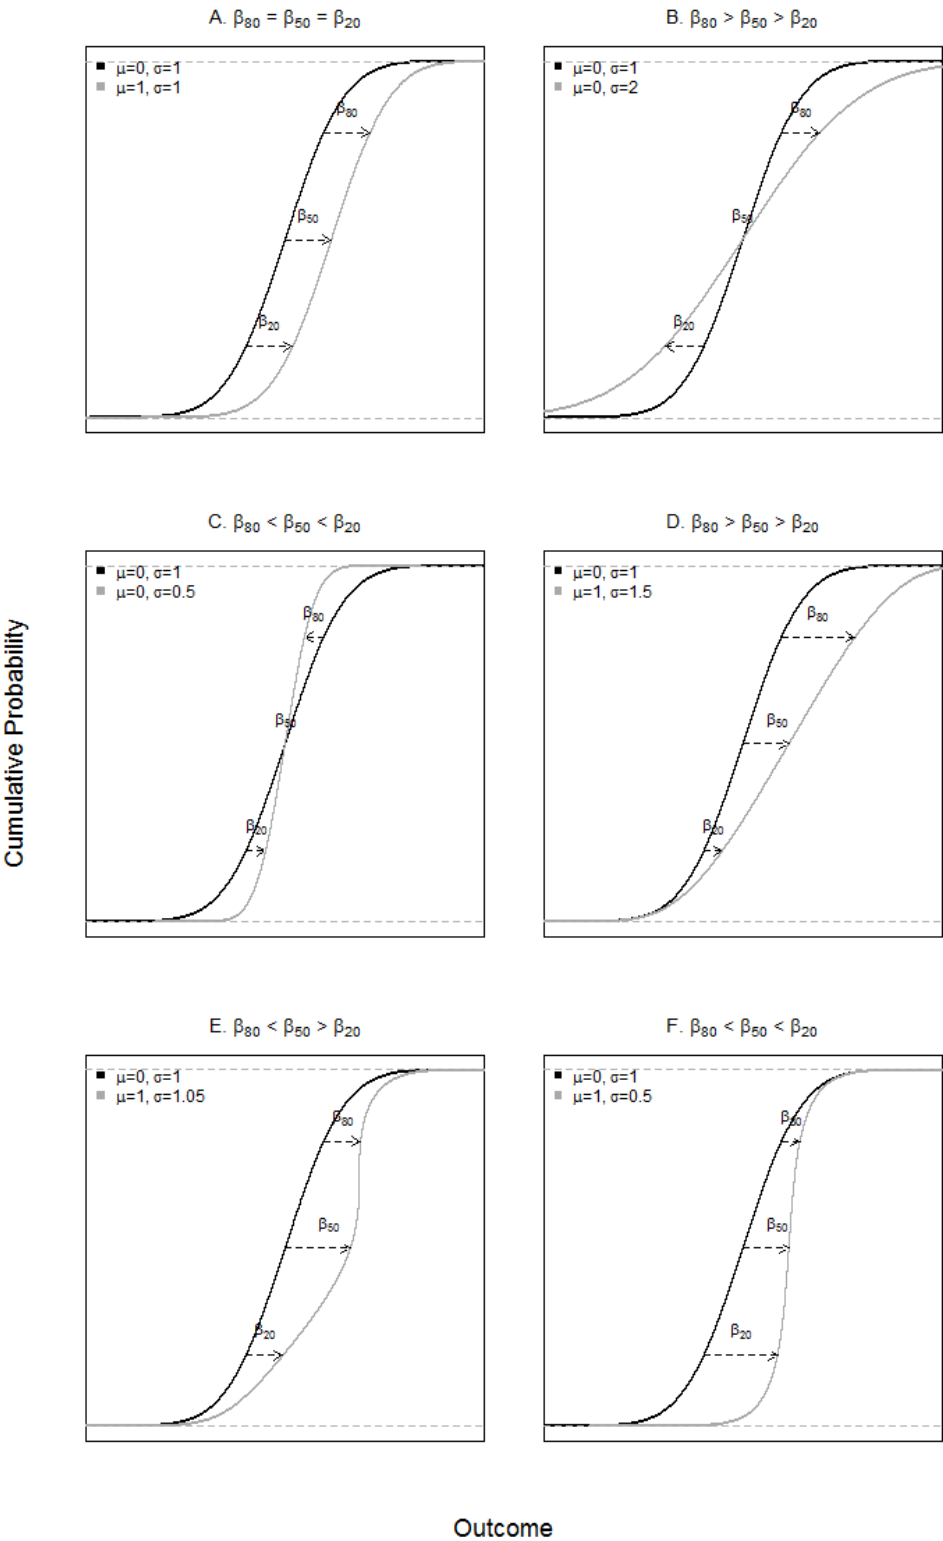 A. β80 = β50 = β20
μ=0, σ=1
μ=1, σ=1
β80
β50
β20
B. β80 > β50 > β20
μ=0, σ=1
μ=0, σ=2
β80
β50
β20
C. β80 < β50 < β20
μ=0, σ=1
μ=0, σ=0.5
β80
β50
β20
D. β80 > β50 > β20
μ=0, σ=1
μ=1, σ=1.5
β80
β50
β20
E. β80 < β50 > β20
μ=0, σ=1
μ=1, σ=1.05
β80
β50
β20
F. β80 < β50 < β20
μ=0, σ=1
μ=1, σ=0.5
β80
β50
β20
Cumulative Probability
Outcome